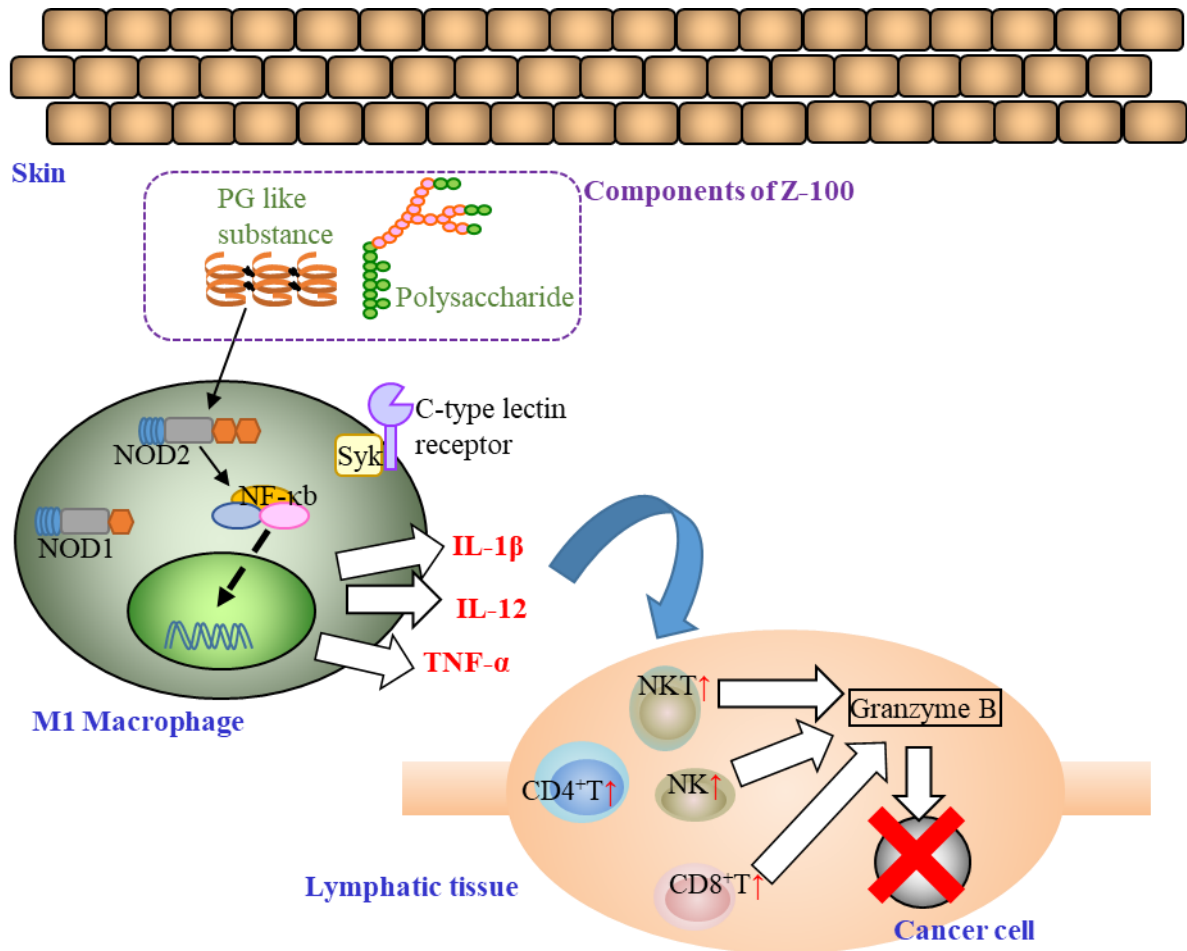 Skin
Components of Z-100
PG like
substance
Polysaccharide
C-type lectin
receptor
Syk
NOD2
NF-κb
NOD1
IL-1β
IL-12
TNF-α
M1 Macrophage
NKT↑
Granzyme B
CD4⁺T↑
NK↑
CD8⁺T↑
Lymphatic tissue
Cancer cell